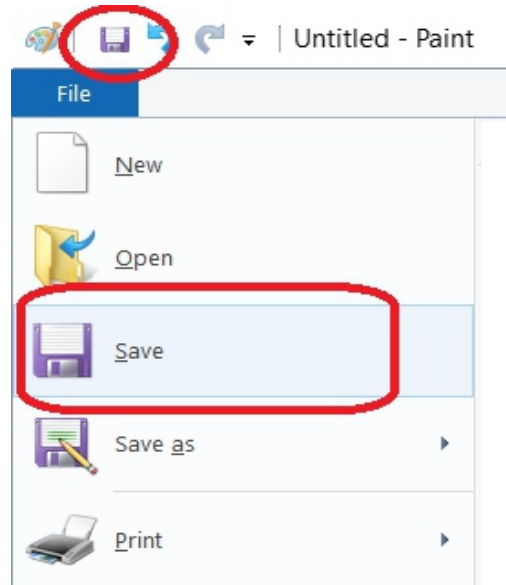 Untitled - Paint
File
New
Open
Save
Save as
Print